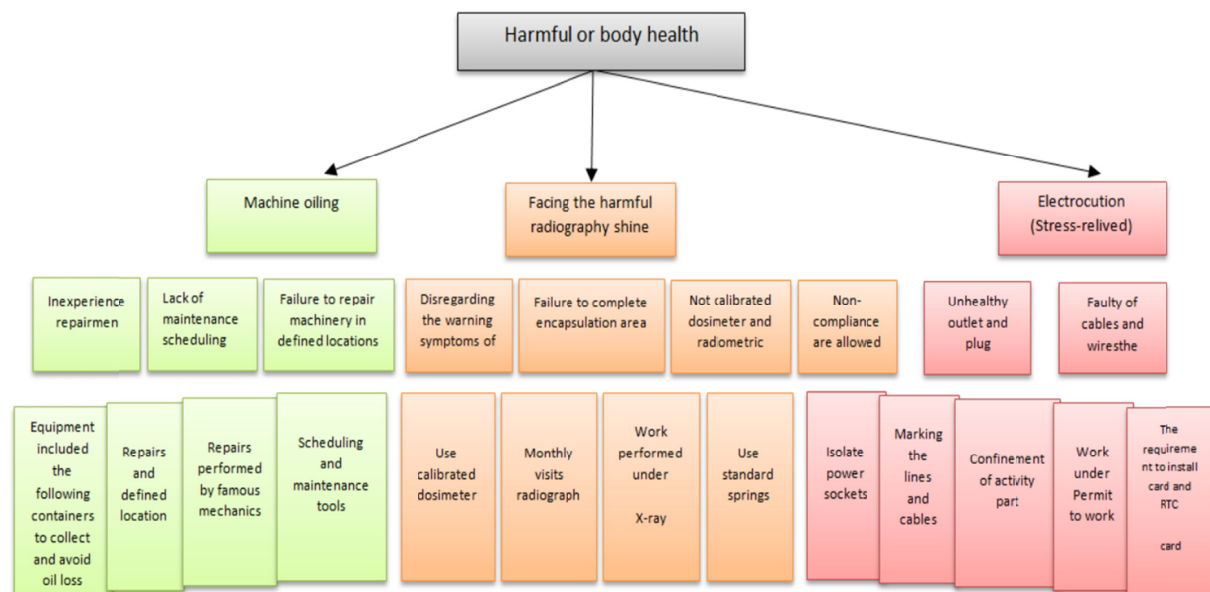 Harmful or body health
Machine oiling
Facing the harmful
radiography shine
Electrocution
(Stress-relived)
Inexperience
repairmen
Lack of
maintenance
scheduling
Failure to repair
machinery in
defined locations
Disregarding
the warning
symptoms of
Failure to complete
encapsulation area
Not calibrated
dosimeter and
radometric
Non-
compliance
are allowed
Unhealthy
outlet and
plug
Faulty of
cables and
wiresthe
Equipment
included
the
following
containers
to collect
and avoid
oil loss
Repairs
and
defined
location
Repairs
performed
by famous
mechanics
Scheduling
and
maintenance
tools
Use
calibrated
dosimeter
Monthly
visits
radiograph
Work
performed
under
X-ray
Use
standard
springs
Isolate
power
sockets
Marking
the
lines
and
cables
Confinement
of activity
part
Work
under
Permit
to work
The
requireme
nt to install
card and
RTC
card